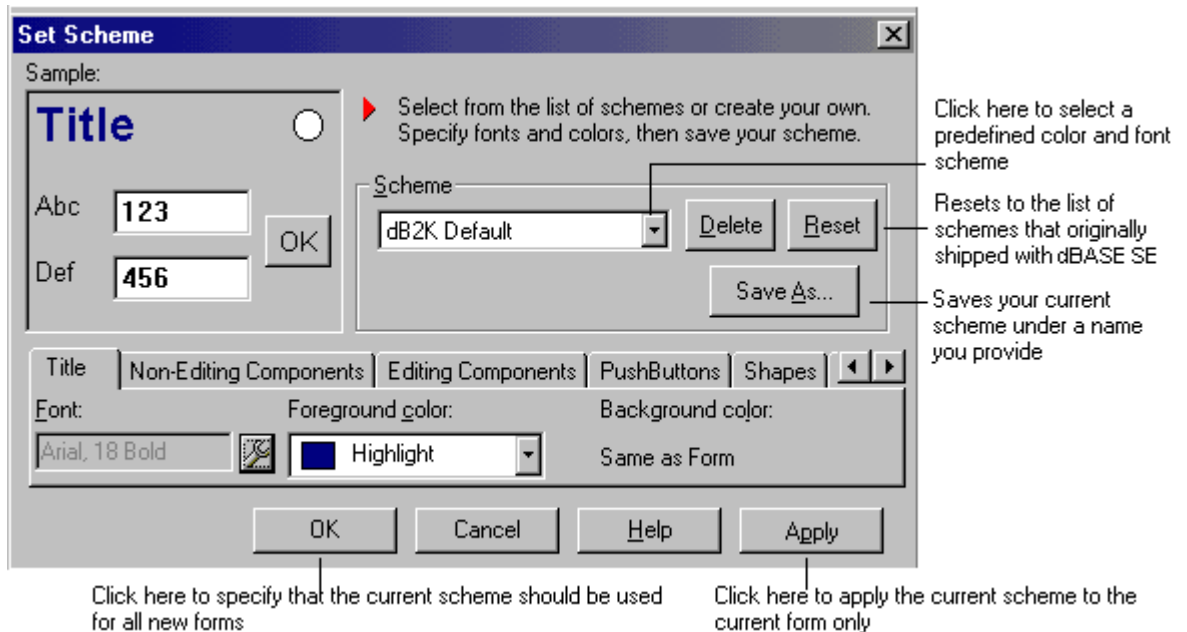 Set Scheme
Sample:
Title
Abc
123
OK
Def
456
Select from the list of schemes or create your own.
Specify fonts and colors, then save your scheme.
Scheme
dB2K Default
Delete
Reset
Save As...
Click here to select a
predefined color and font
scheme
Resets to the list of
schemes that originally
shipped with dBASE SE
Saves your current
scheme under a name
you provide
Title
Non-Editing Components
Editing Components
PushButtons
Shapes
Font:
Foreground color:
Background color:
Arial, 18 Bold
Highlight
Same as Form
OK
Cancel
Help
Apply
Click here to specify that the current scheme should be used
for all new forms
Click here to apply the current scheme to the
current form only